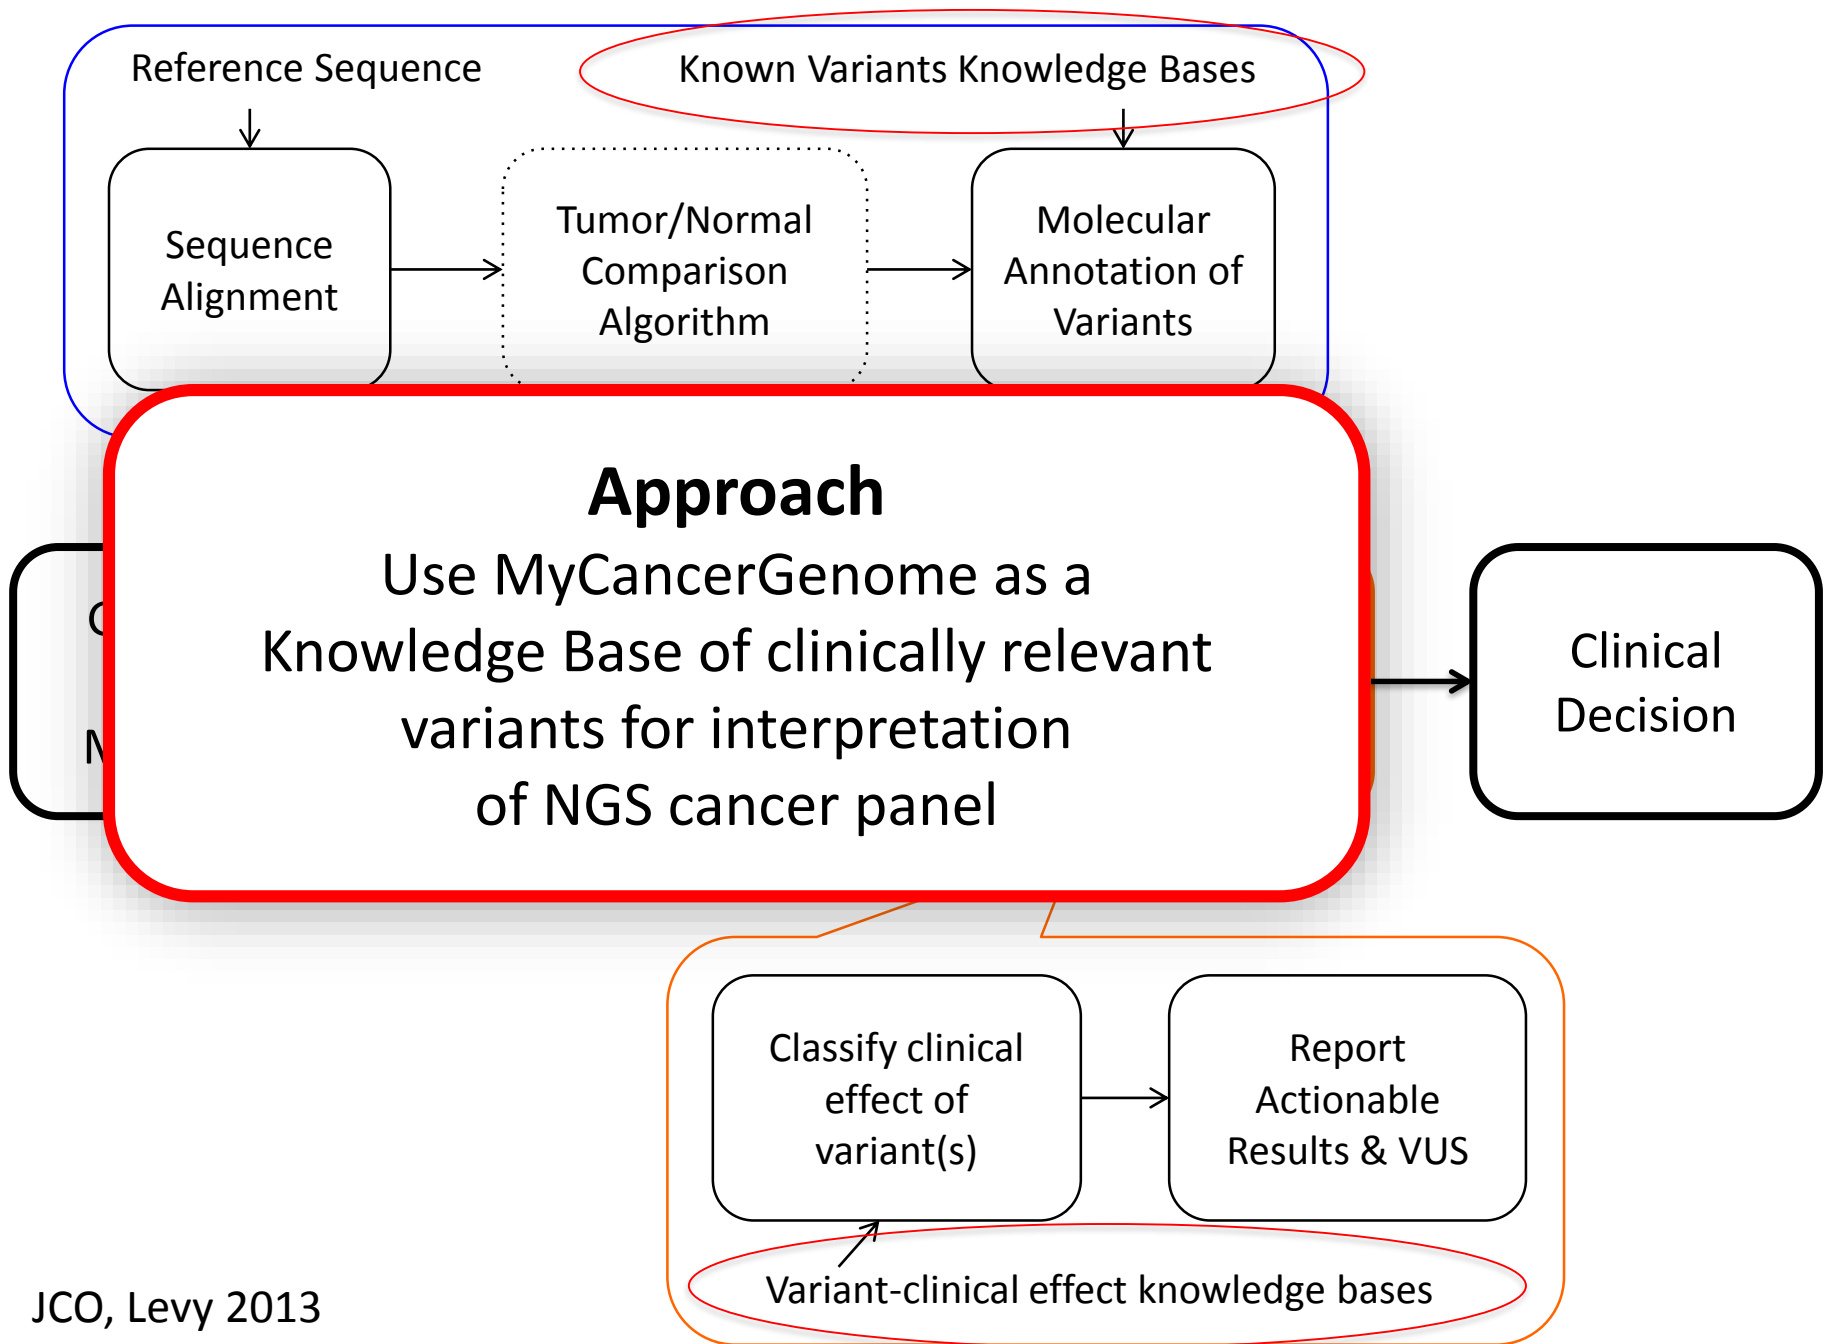 Reference Sequence
Known Variants Knowledge Bases
Sequence
Alignment
Tumor/Normal
Comparison
Algorithm
Molecular
Annotation of
Variants
Approach
Use MyCancerGenome as a
Knowledge Base of clinically relevant
variants for interpretation
of NGS cancer panel
Clinical
Decision
Classify clinical
effect of
variant(s)
Report
Actionable
Results & VUS
Variant-clinical effect knowledge bases
JCO, Levy 2013